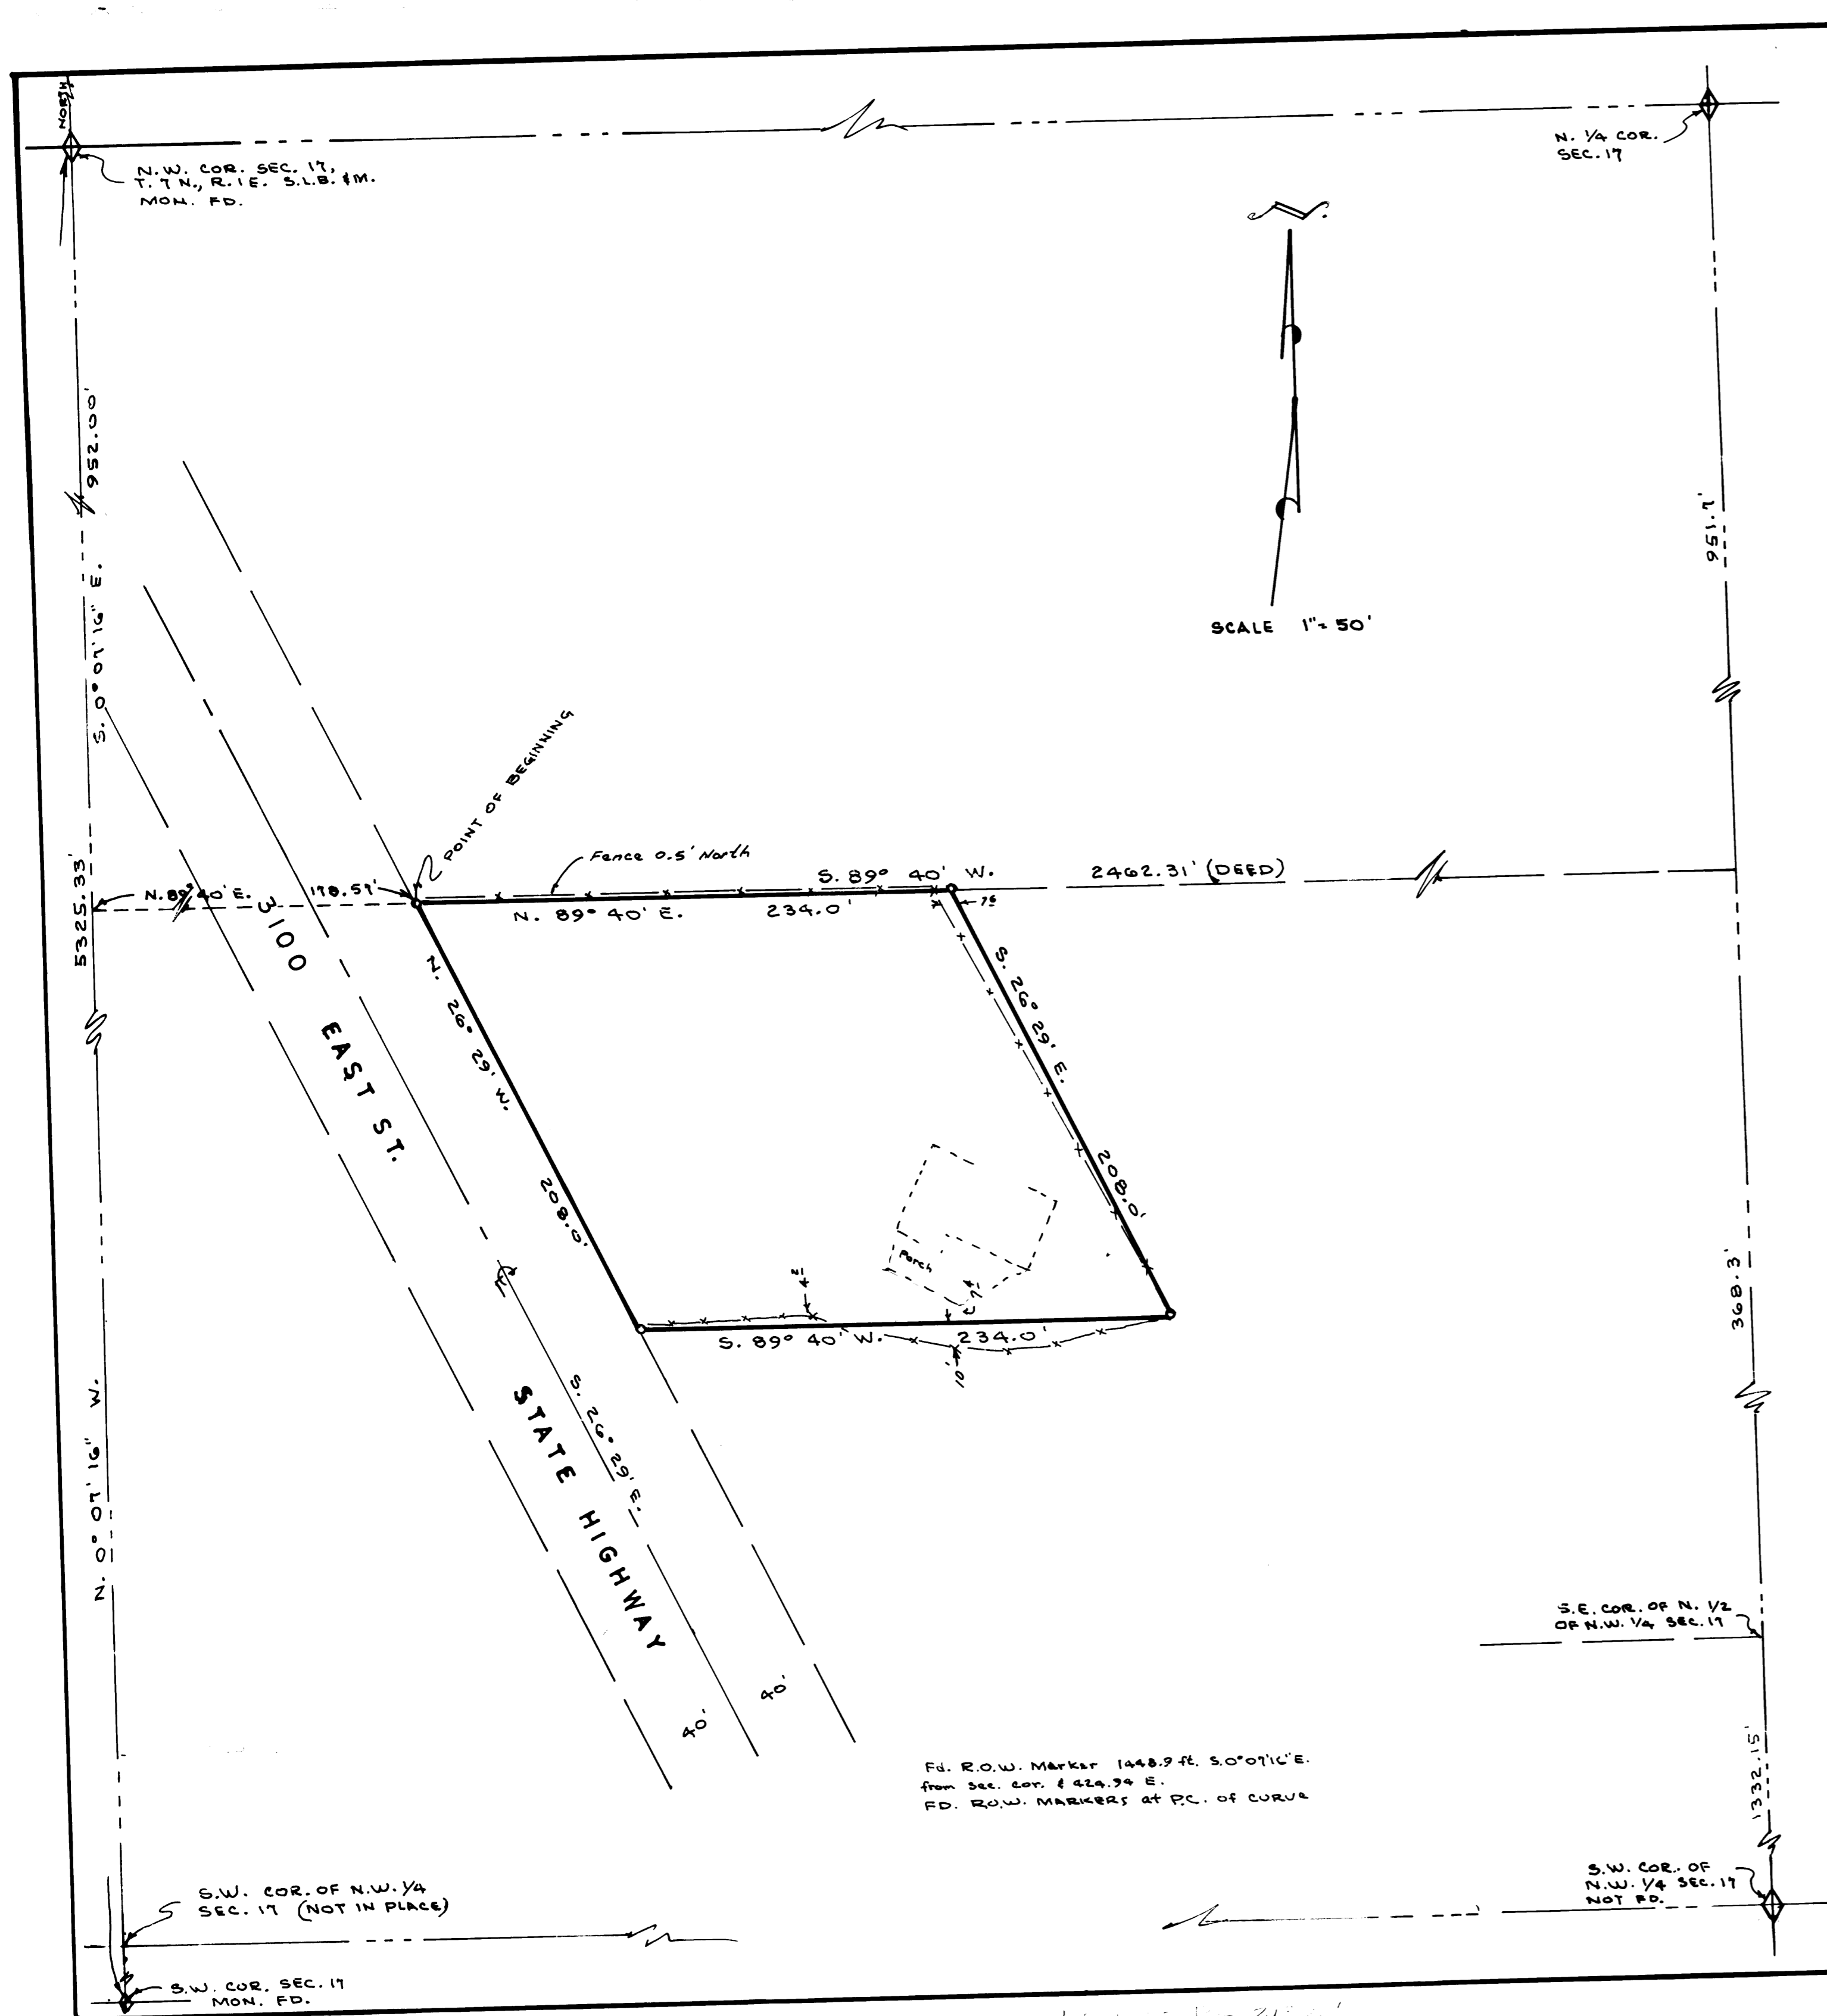 NORTH
N.W. COR. SEC. 17,
T. 7 N., R. 1 E. S.L.B. & M.
MON. FD.
N. 1/4 COR.
SEC. 17
N.
SCALE 1" = 50'
952.00'
S. 0° 07' 16" E.
951.7'
POINT OF BEGINNING
Fence 0.5' North
S. 89° 40' W.
2462.31' (DEED)
N. 89° 40' E.
178.57'
N. 89° 40' E.
234.0'
5325.33'
3100 EAST ST.
N. 26° 29' W.
208.0'
S. 26° 29' E.
208.0'
Porch
S. 89° 40' W.
234.0'
10'
368.3'
STATE HIGHWAY
S. 26° 29' E.
N. 0° 07' 16" W.
40'
40'
S.E. COR. OF N. 1/2
OF N.W. 1/4 SEC. 17
Fd. R.O.W. Marker 1448.9 ft. S.0°07'16"E.
from sec. cor. & 424.94 E.
FD. R.O.W. MARKERS at P.C. of CURVE
1332.15'
S.W. COR. OF N.W. 1/4
SEC. 17 (NOT IN PLACE)
S.W. COR. OF
N.W. 1/4 SEC. 17
NOT FD.
S.W. COR. SEC. 17
MON. FD.